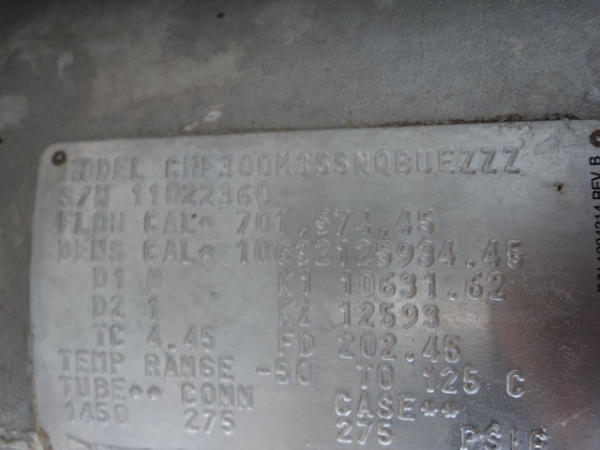 MODEL CMF300M355NQBUEZZZ
S/N 11022360
FLOW CAL* 701.574.45
DENS CAL* 10632125934.45
D1 0 K1 10631.62
D2 1 K2 12593
TC 4.45 FD 202.46
TEMP RANGE -50 TO 125 C
TUBE** CONN CASE**
1450 275 275 PSIG
REV B